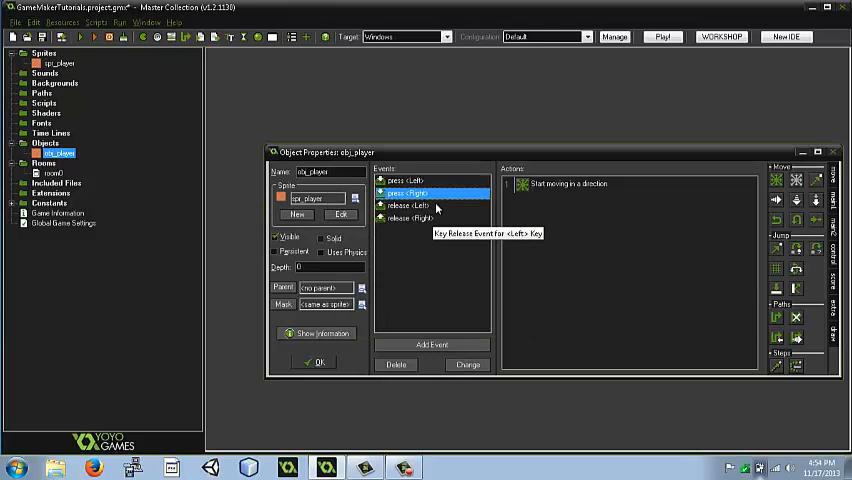 GameMakerTutorials.project.gmx* - Master Collection (v1.2.1130)
File Edit Resources Scripts Run Window Help
Target: Windows Configuration: Default Manage Play! WORKSHOP New IDE
Sprites
spr_player
Sounds
Backgrounds
Paths
Scripts
Shaders
Fonts
Time Lines
Objects
obj_player
Rooms
room0
Included Files
Extensions
Constants
Game Information
Global Game Settings
Object Properties: obj_player
Name: obj_player
Sprite
spr_player
New Edit
Visible Solid
Persistent Uses Physics
Depth: 0
Parent <no parent>
Mask <same as sprite>
Show Information
OK
Events:
press <Left>
press <Right>
release <Left>
release <Right>
Key Release Event for <Left> Key
Add Event
Delete Change
Actions:
1 Start moving in a direction
Move
Jump
Paths
Steps
move
main1
main2
control
score
extra
draw
YOYO
GAMES
4:54 PM
11/17/2013